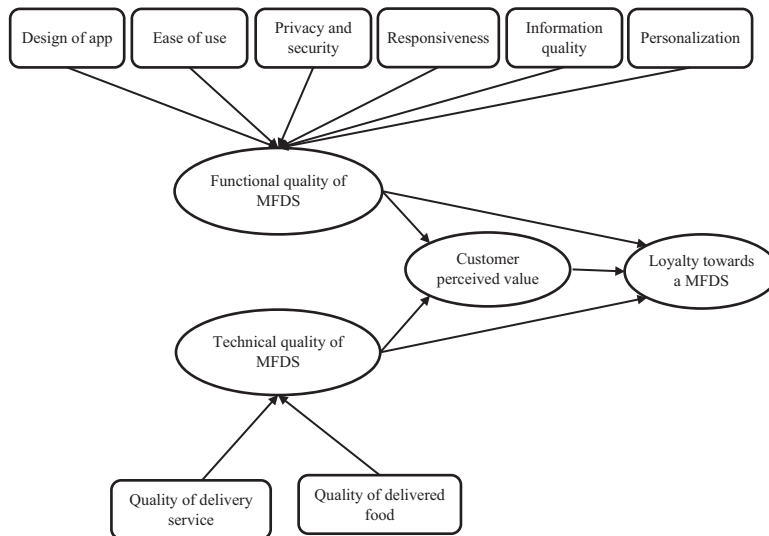 Design of app
Ease of use
Privacy and
security
Responsiveness
Information
quality
Personalization
Functional quality of
MFDS
Customer
perceived value
Loyalty towards
a MFDS
Technical quality of
MFDS
Quality of delivery
service
Quality of delivered
food